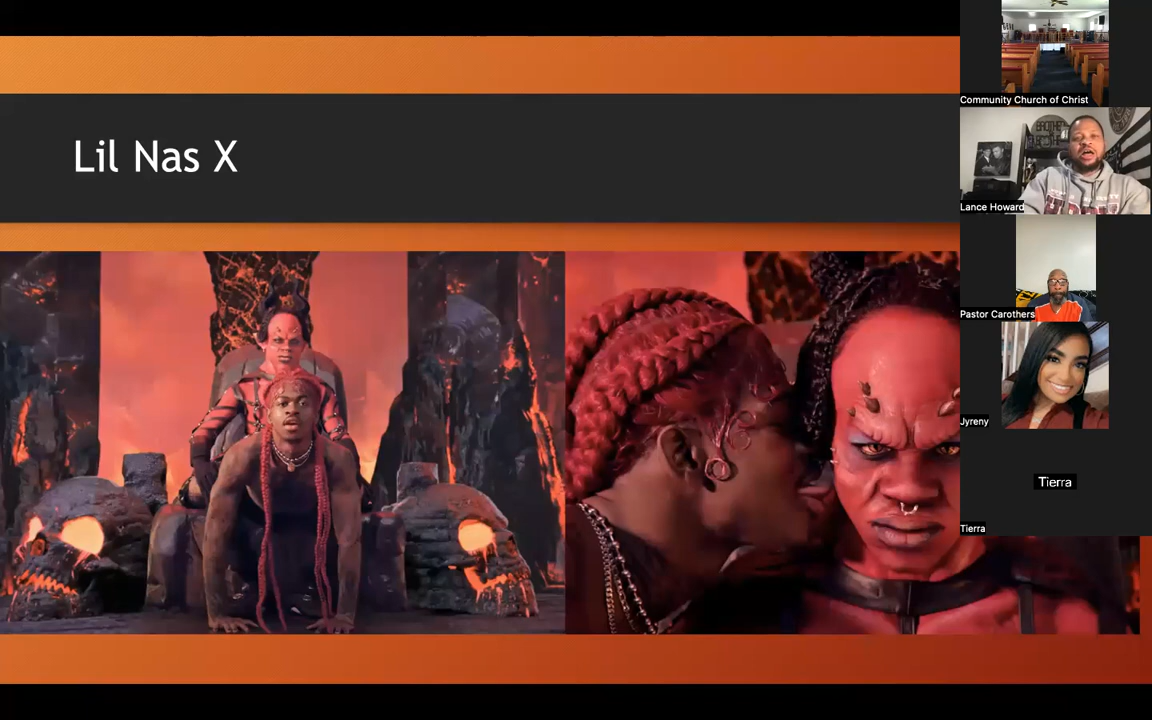 Lil Nas X
Community Church of Christ
Lance Howard
Pastor Carothers
Jyreny
Tierra
Tierra